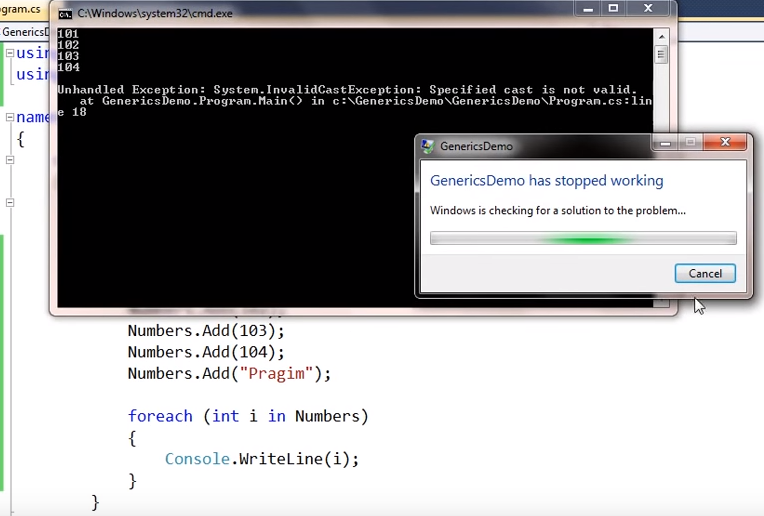 gram.cs
C:\Windows\system32\cmd.exe
GenericsD
101
102
103
104
usin
usin
Unhandled Exception: System.InvalidCastException: Specified cast is not valid.
at GenericsDemo.Program.Main() in c:\GenericsDemo\GenericsDemo\Program.cs:lin
e 18
name
{
GenericsDemo
GenericsDemo has stopped working
Windows is checking for a solution to the problem...
Cancel
Numbers.Add(103);
Numbers.Add(104);
Numbers.Add("Pragim");
foreach (int i in Numbers)
{
Console.WriteLine(i);
}
}